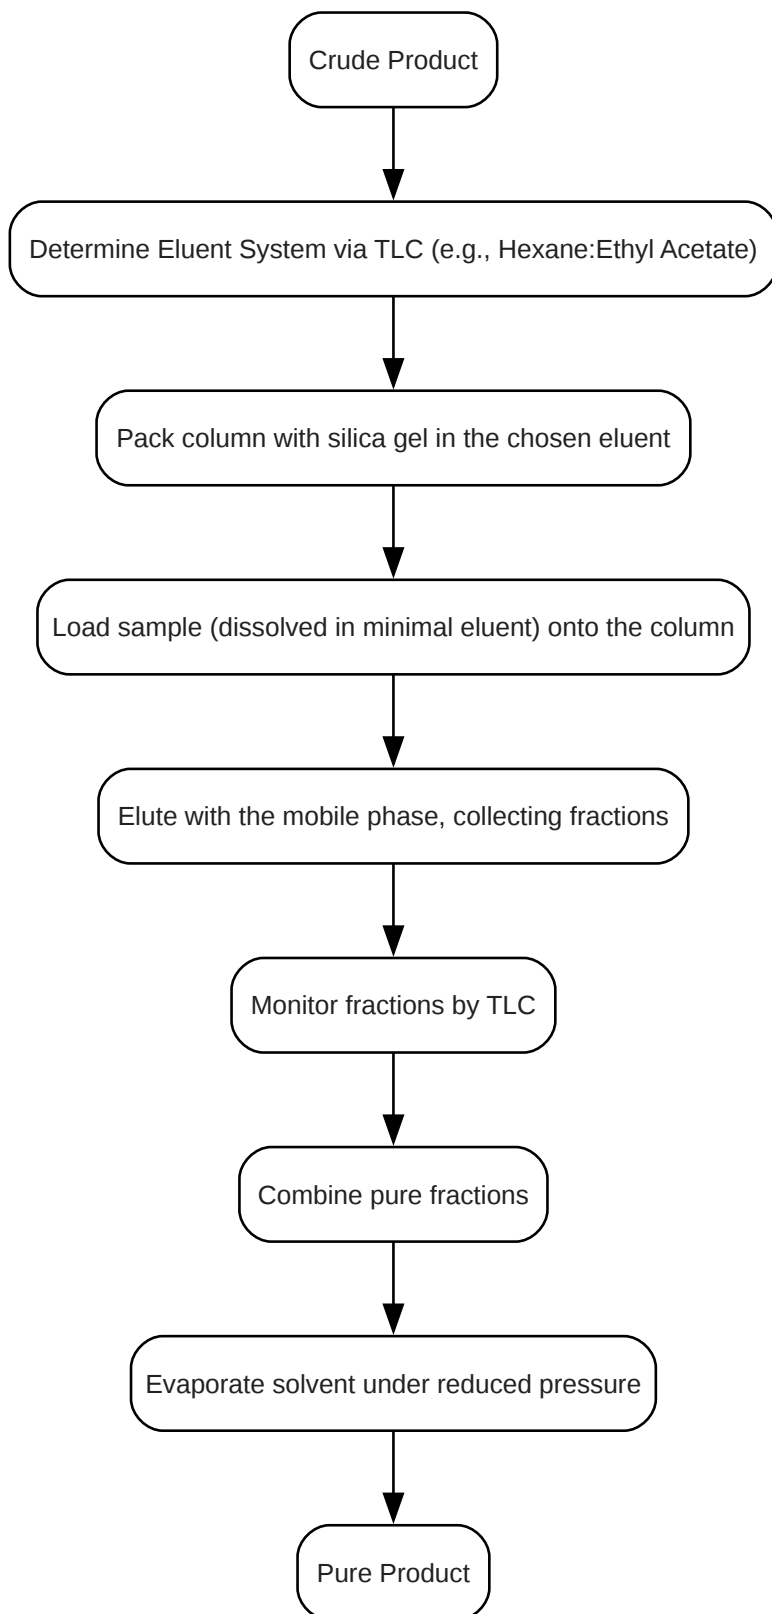 Crude Product
Determine Eluent System via TLC (e.g., Hexane:Ethyl Acetate)
Pack column with silica gel in the chosen eluent
Load sample (dissolved in minimal eluent) onto the column
Elute with the mobile phase, collecting fractions
Monitor fractions by TLC
Combine pure fractions
Evaporate solvent under reduced pressure
Pure Product